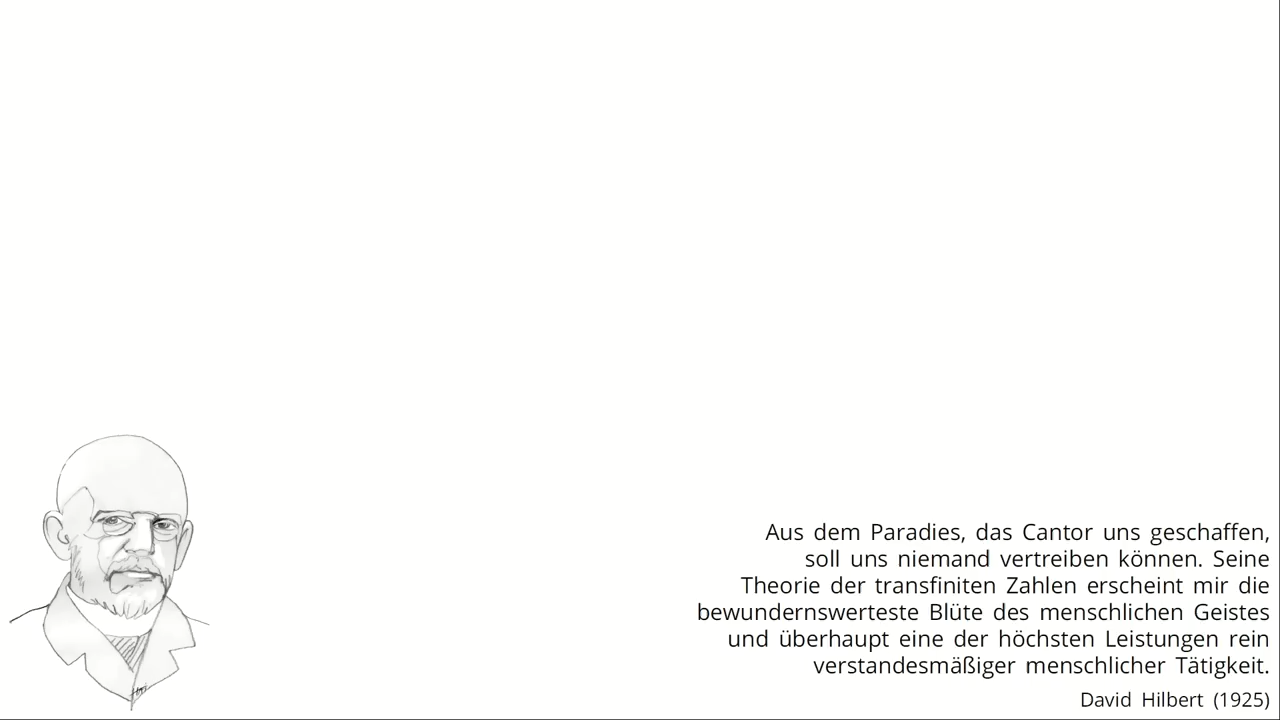 Aus dem Paradies, das Cantor uns geschaffen,
soll uns niemand vertreiben können. Seine
Theorie der transfiniten Zahlen erscheint mir die
bewundernswerteste Blüte des menschlichen Geistes
und überhaupt eine der höchsten Leistungen rein
verstandesmäßiger menschlicher Tätigkeit.
David Hilbert (1925)